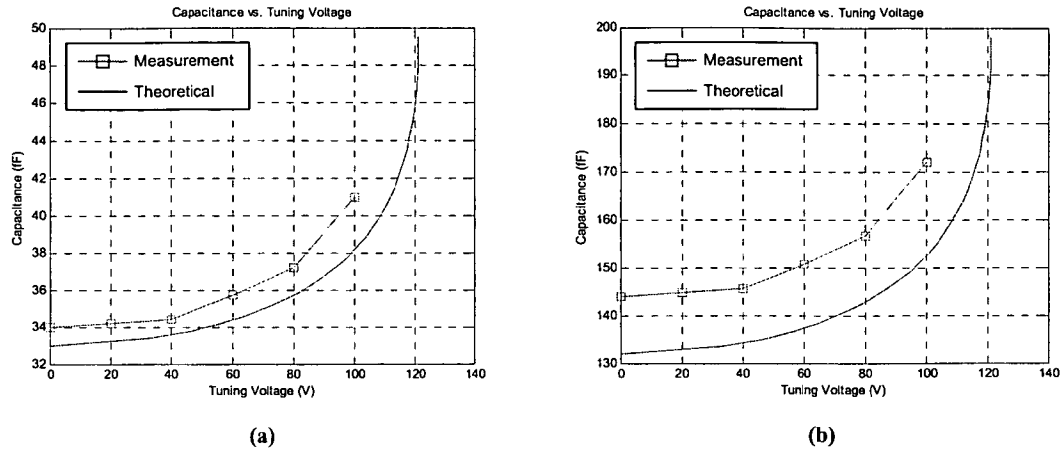 Capacitance vs. Tuning Voltage
50
48
46
44
42
40
38
36
34
32
Capacitance (fF)
Measurement
Theoretical
0 20 40 60 80 100 120 140
Tuning Voltage (V)
(a)
Capacitance vs. Tuning Voltage
200
190
180
170
160
150
140
130
Capacitance (fF)
Measurement
Theoretical
0 20 40 60 80 100 120 140
Tuning Voltage (V)
(b)